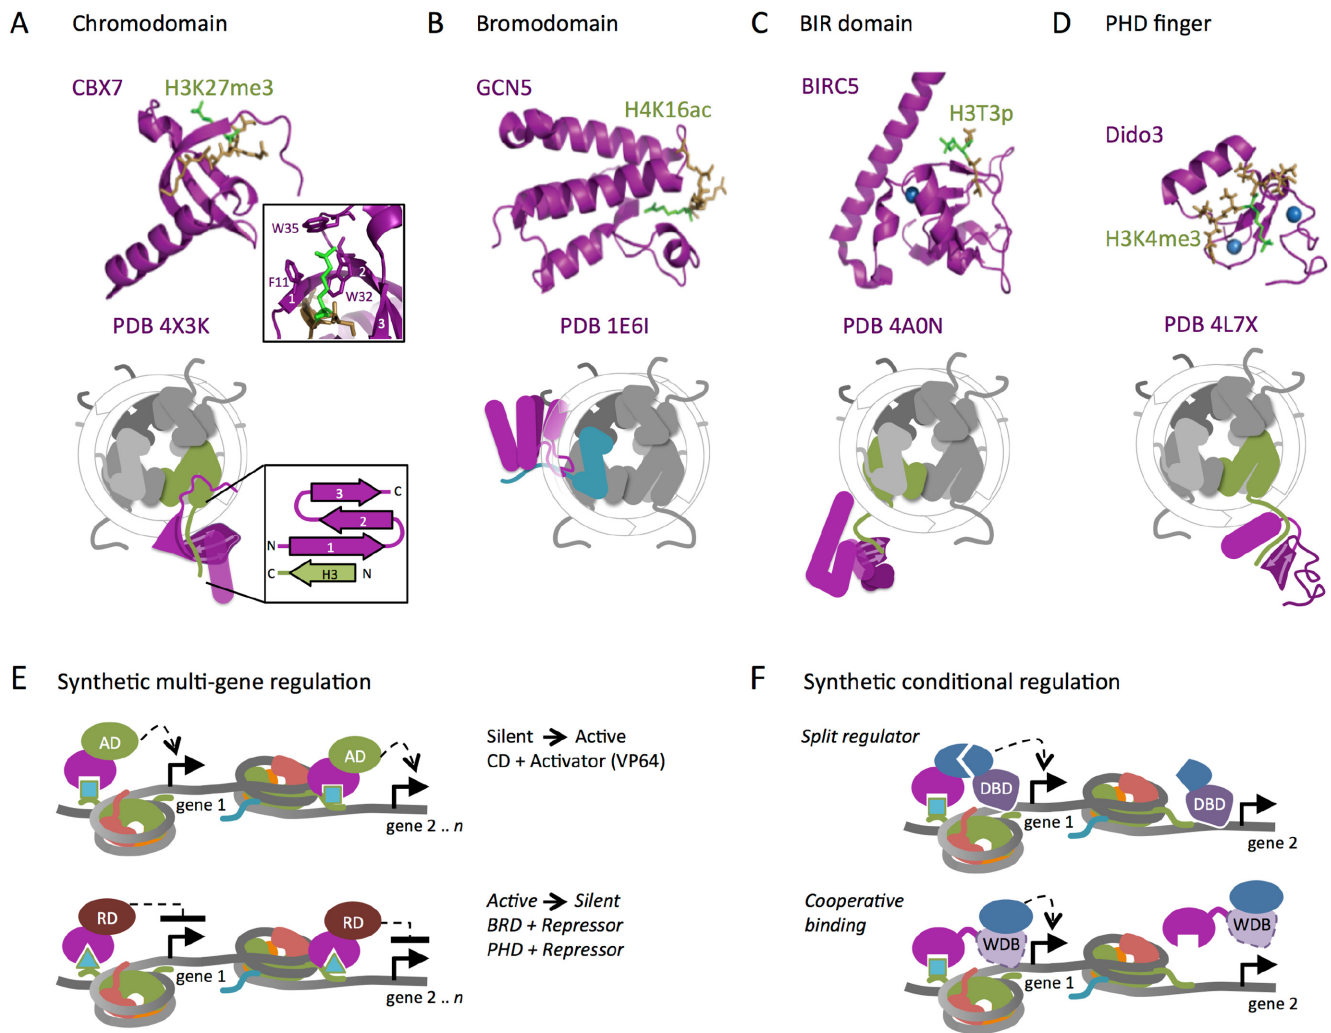 A Chromodomain
B Bromodomain
C BIR domain
D PHD finger
CBX7
H3K27me3
W35
F11
2
1
W32
3
PDB 4X3K
GCN5
H4K16ac
PDB 1E6I
BIRC5
H3T3p
PDB 4A0N
Dido3
H3K4me3
PDB 4L7X
3 C
2
N 1
C H3 N
E Synthetic multi-gene regulation
AD
AD
gene 1
gene 2 .. n
Silent → Active
CD + Activator (VP64)
RD
RD
gene 1
gene 2 .. n
Active → Silent
BRD + Repressor
PHD + Repressor
F Synthetic conditional regulation
Split regulator
DBD
DBD
gene 1
gene 2
Cooperative
binding
WDB
WDB
gene 1
gene 2